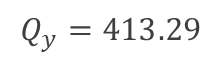 Q_y = 413.29